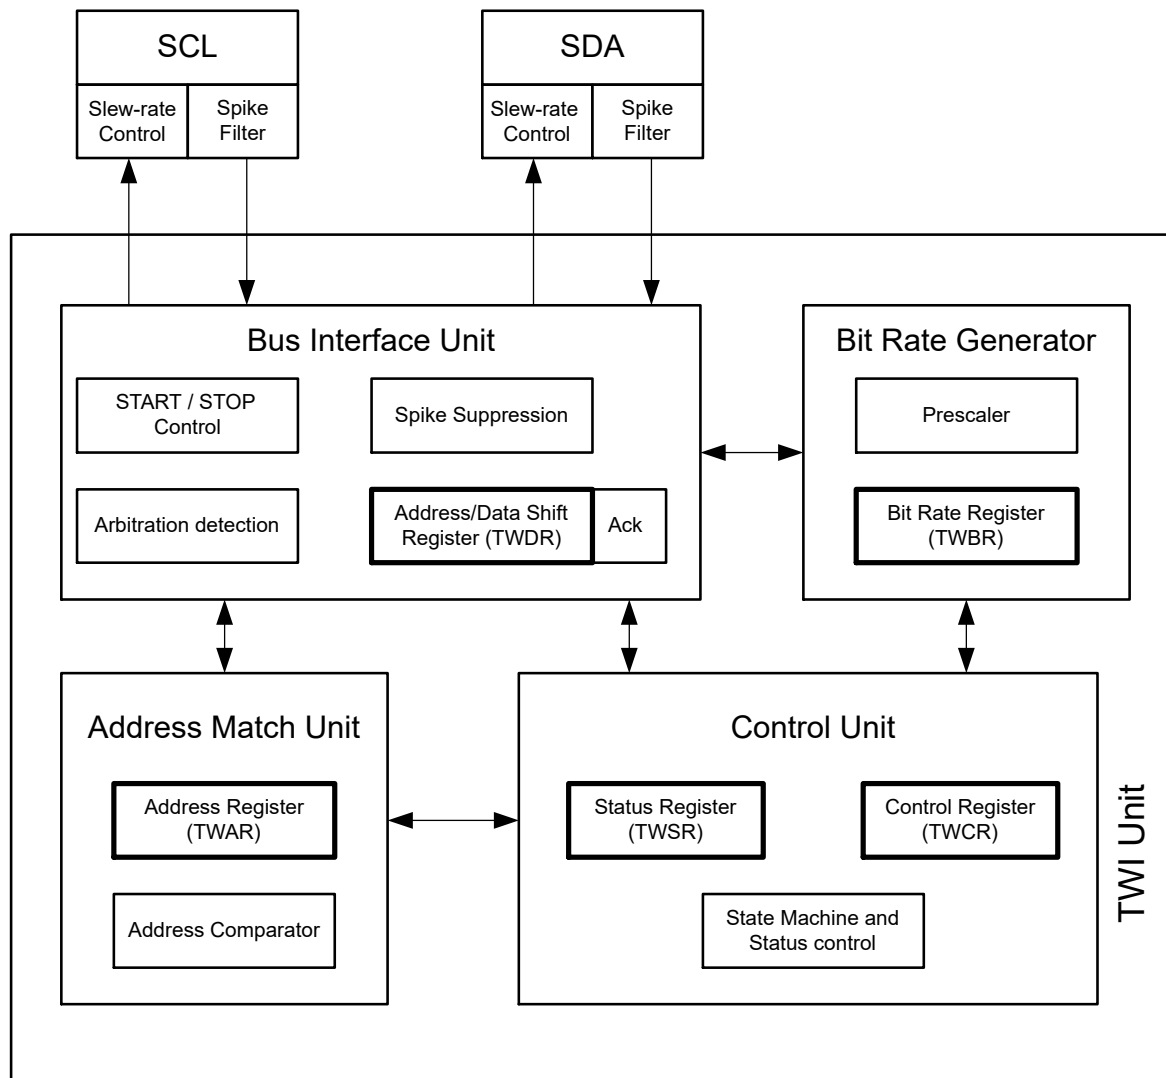 SCL
Slew-rate
Control
Spike
Filter
SDA
Slew-rate
Control
Spike
Filter
Bus Interface Unit
START / STOP
Control
Spike Suppression
Arbitration detection
Address/Data Shift
Register (TWDR)
Ack
Bit Rate Generator
Prescaler
Bit Rate Register
(TWBR)
Address Match Unit
Address Register
(TWAR)
Address Comparator
Control Unit
Status Register
(TWSR)
Control Register
(TWCR)
State Machine and
Status control
TWI Unit